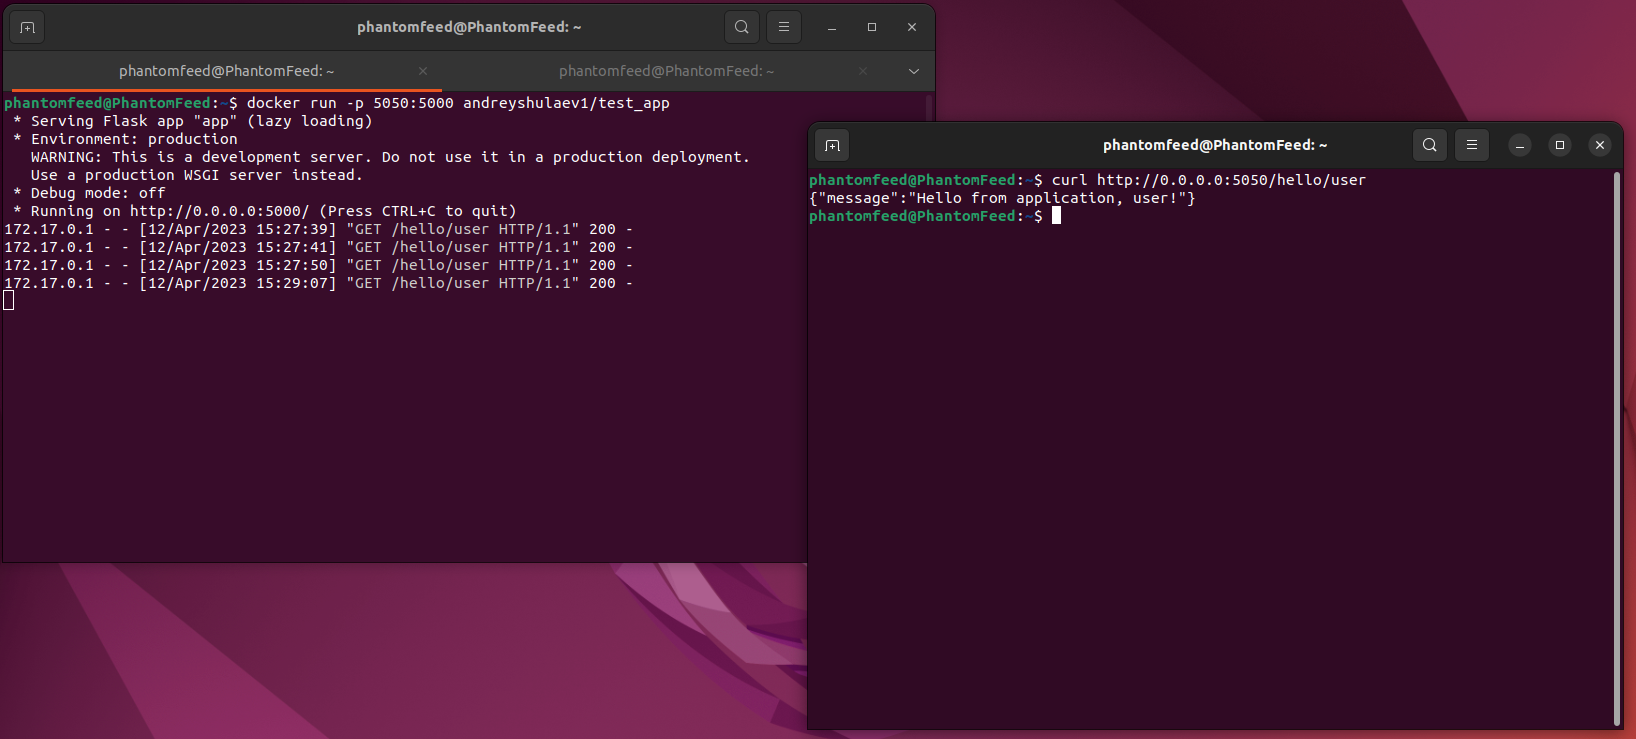 phantomfeed@PhantomFeed: ~
phantomfeed@PhantomFeed: ~
phantomfeed@PhantomFeed: ~
phantomfeed@PhantomFeed:~$ docker run -p 5050:5000 andreyshulaev1/test_app
* Serving Flask app "app" (lazy loading)
* Environment: production
WARNING: This is a development server. Do not use it in a production deployment.
Use a production WSGI server instead.
* Debug mode: off
* Running on http://0.0.0.0:5000/ (Press CTRL+C to quit)
172.17.0.1 - - [12/Apr/2023 15:27:39] "GET /hello/user HTTP/1.1" 200 -
172.17.0.1 - - [12/Apr/2023 15:27:41] "GET /hello/user HTTP/1.1" 200 -
172.17.0.1 - - [12/Apr/2023 15:27:50] "GET /hello/user HTTP/1.1" 200 -
172.17.0.1 - - [12/Apr/2023 15:29:07] "GET /hello/user HTTP/1.1" 200 -
phantomfeed@PhantomFeed: ~
phantomfeed@PhantomFeed:~$ curl http://0.0.0.0:5050/hello/user
{"message":"Hello from application, user!"}
phantomfeed@PhantomFeed:~$